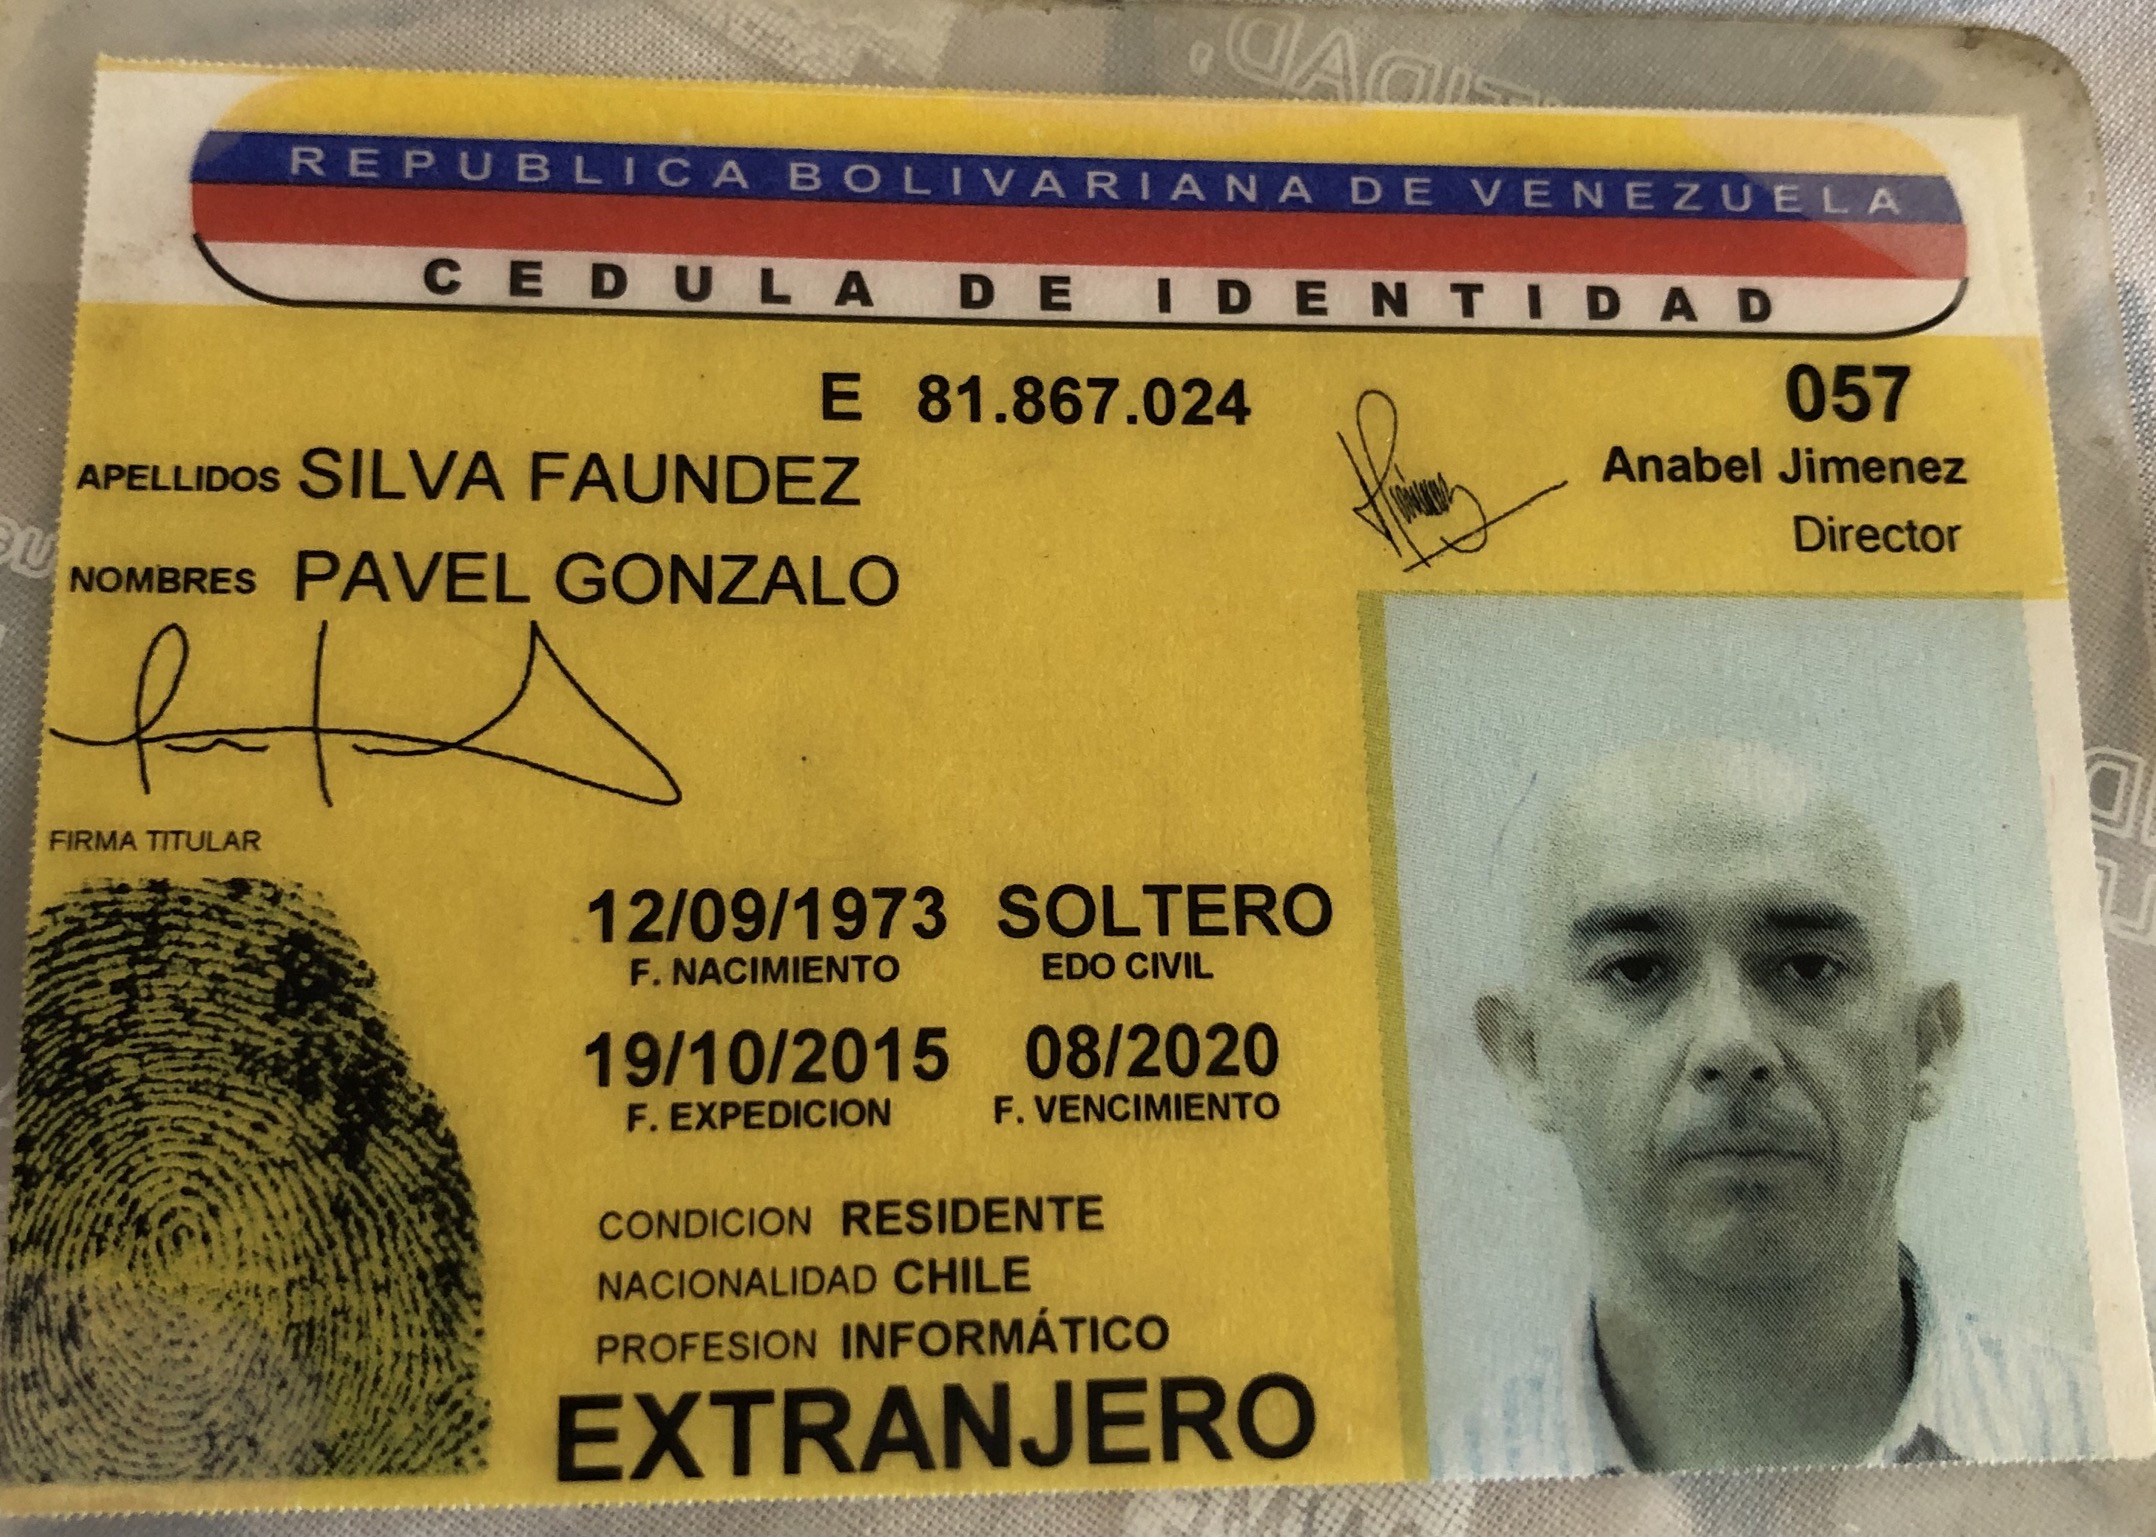 REPUBLICA BOLIVARIANA DE VENEZUELA
CEDULA DE IDENTIDAD
E 81.867.024
057
APELLIDOS SILVA FAUNDEZ
Anabel Jimenez
NOMBRES PAVEL GONZALO
Director
FIRMA TITULAR
12/09/1973 SOLTERO
F. NACIMIENTO EDO CIVIL
19/10/2015 08/2020
F. EXPEDICION F. VENCIMIENTO
CONDICION RESIDENTE
NACIONALIDAD CHILE
PROFESION INFORMÁTICO
EXTRANJERO